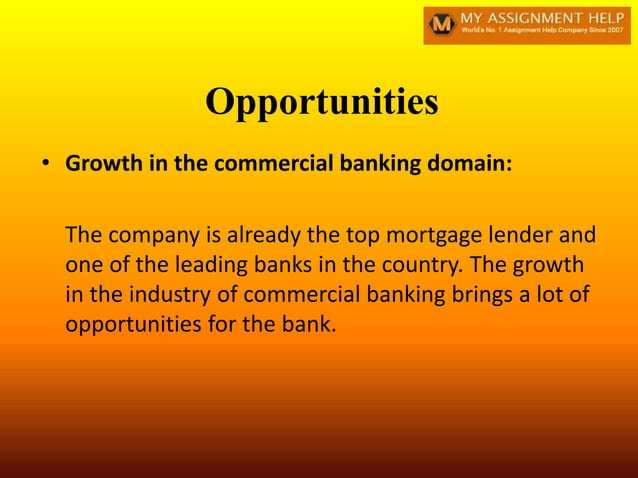 MY ASSIGNMENT HELP
World's No. 1 Assignment Help Company Since 2007
Opportunities
• Growth in the commercial banking domain:
The company is already the top mortgage lender and
one of the leading banks in the country. The growth
in the industry of commercial banking brings a lot of
opportunities for the bank.